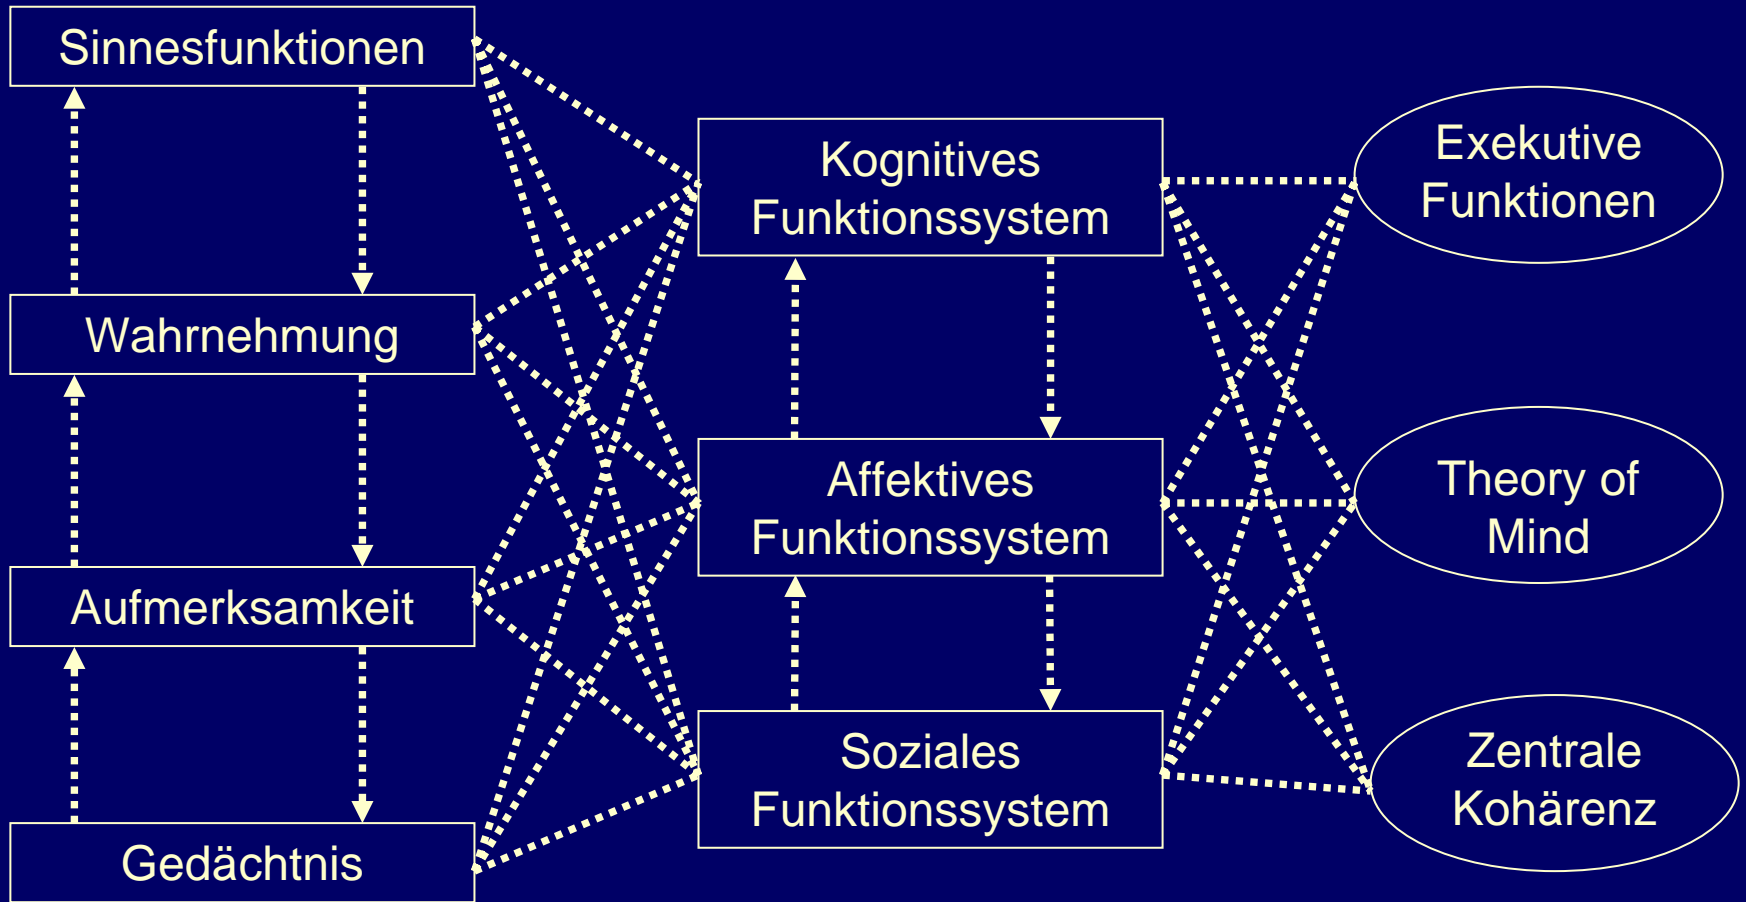 Sinnesfunktionen
Wahrnehmung
Aufmerksamkeit
Gedächtnis
Kognitives
Funktionssystem
Affektives
Funktionssystem
Soziales
Funktionssystem
Exekutive
Funktionen
Theory of
Mind
Zentrale
Kohärenz